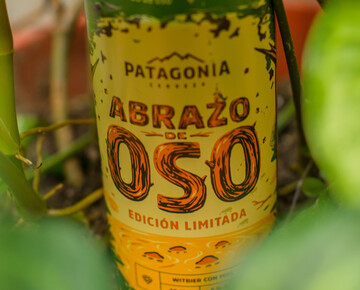 PATAGONIA
CERVEZA
ABRAZO
DE
OSO
EDICIÓN LIMITADA
WITBIER CON